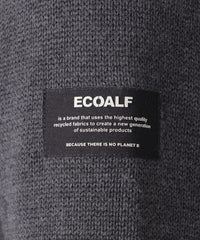 ECOALF
is a brand that uses the highest quality
recycled fabrics to create a new generation
of sustainable products
BECAUSE THERE IS NO PLANET B